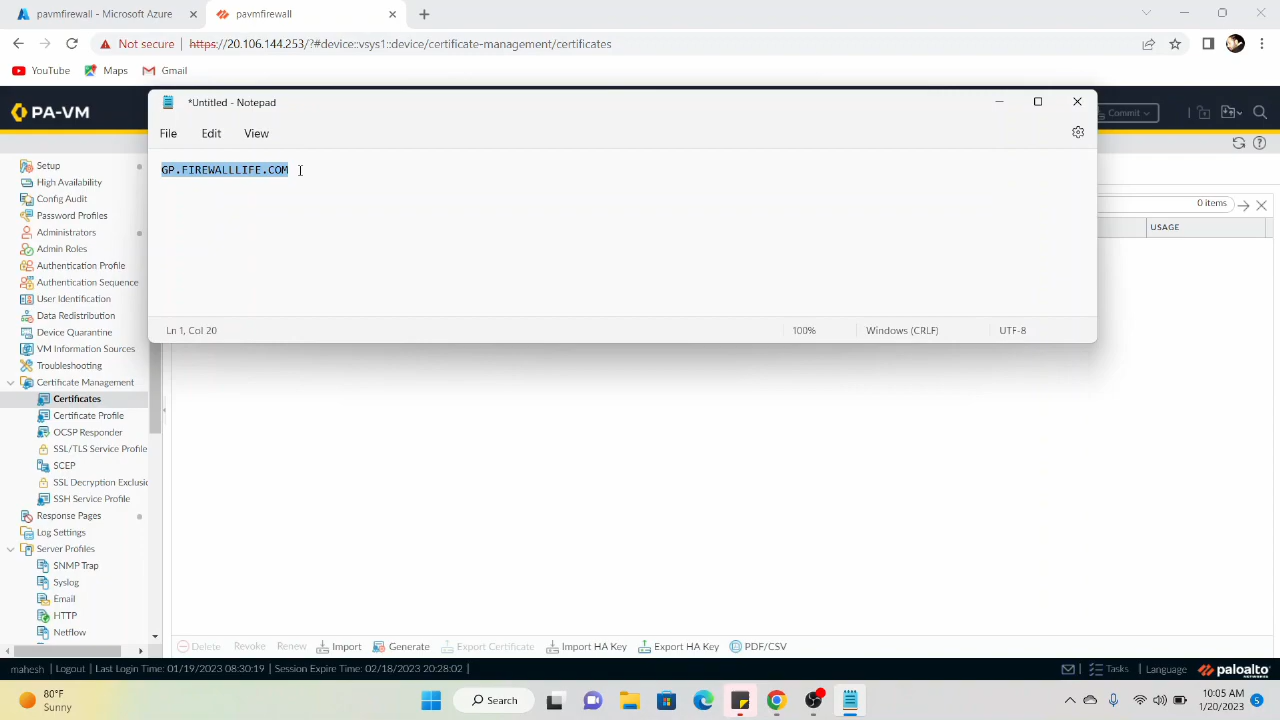 pavmfirewall - Microsoft Azure
pavmfirewall
Not secure
https://20.106.144.253/?#device::vsys1::device/certificate-management/certificates
YouTube
Maps
Gmail
PA-VM
Commit
*Untitled - Notepad
File
Edit
View
GP.FIREWALLLIFE.COM
Ln 1, Col 20
100%
Windows (CRLF)
UTF-8
0 items
USAGE
Setup
High Availability
Config Audit
Password Profiles
Administrators
Admin Roles
Authentication Profile
Authentication Sequence
User Identification
Data Redistribution
Device Quarantine
VM Information Sources
Troubleshooting
Certificate Management
Certificates
Certificate Profile
OCSP Responder
SSL/TLS Service Profile
SCEP
SSL Decryption Exclusio
SSH Service Profile
Response Pages
Log Settings
Server Profiles
SNMP Trap
Syslog
Email
HTTP
Netflow
Delete Revoke Renew Import Generate Export Certificate Import HA Key Export HA Key PDF/CSV
mahesh | Logout | Last Login Time: 01/19/2023 08:30:19 | Session Expire Time: 02/18/2023 20:28:02 |
Tasks | Language
paloalto
80°F
Sunny
Search
10:05 AM
1/20/2023
5